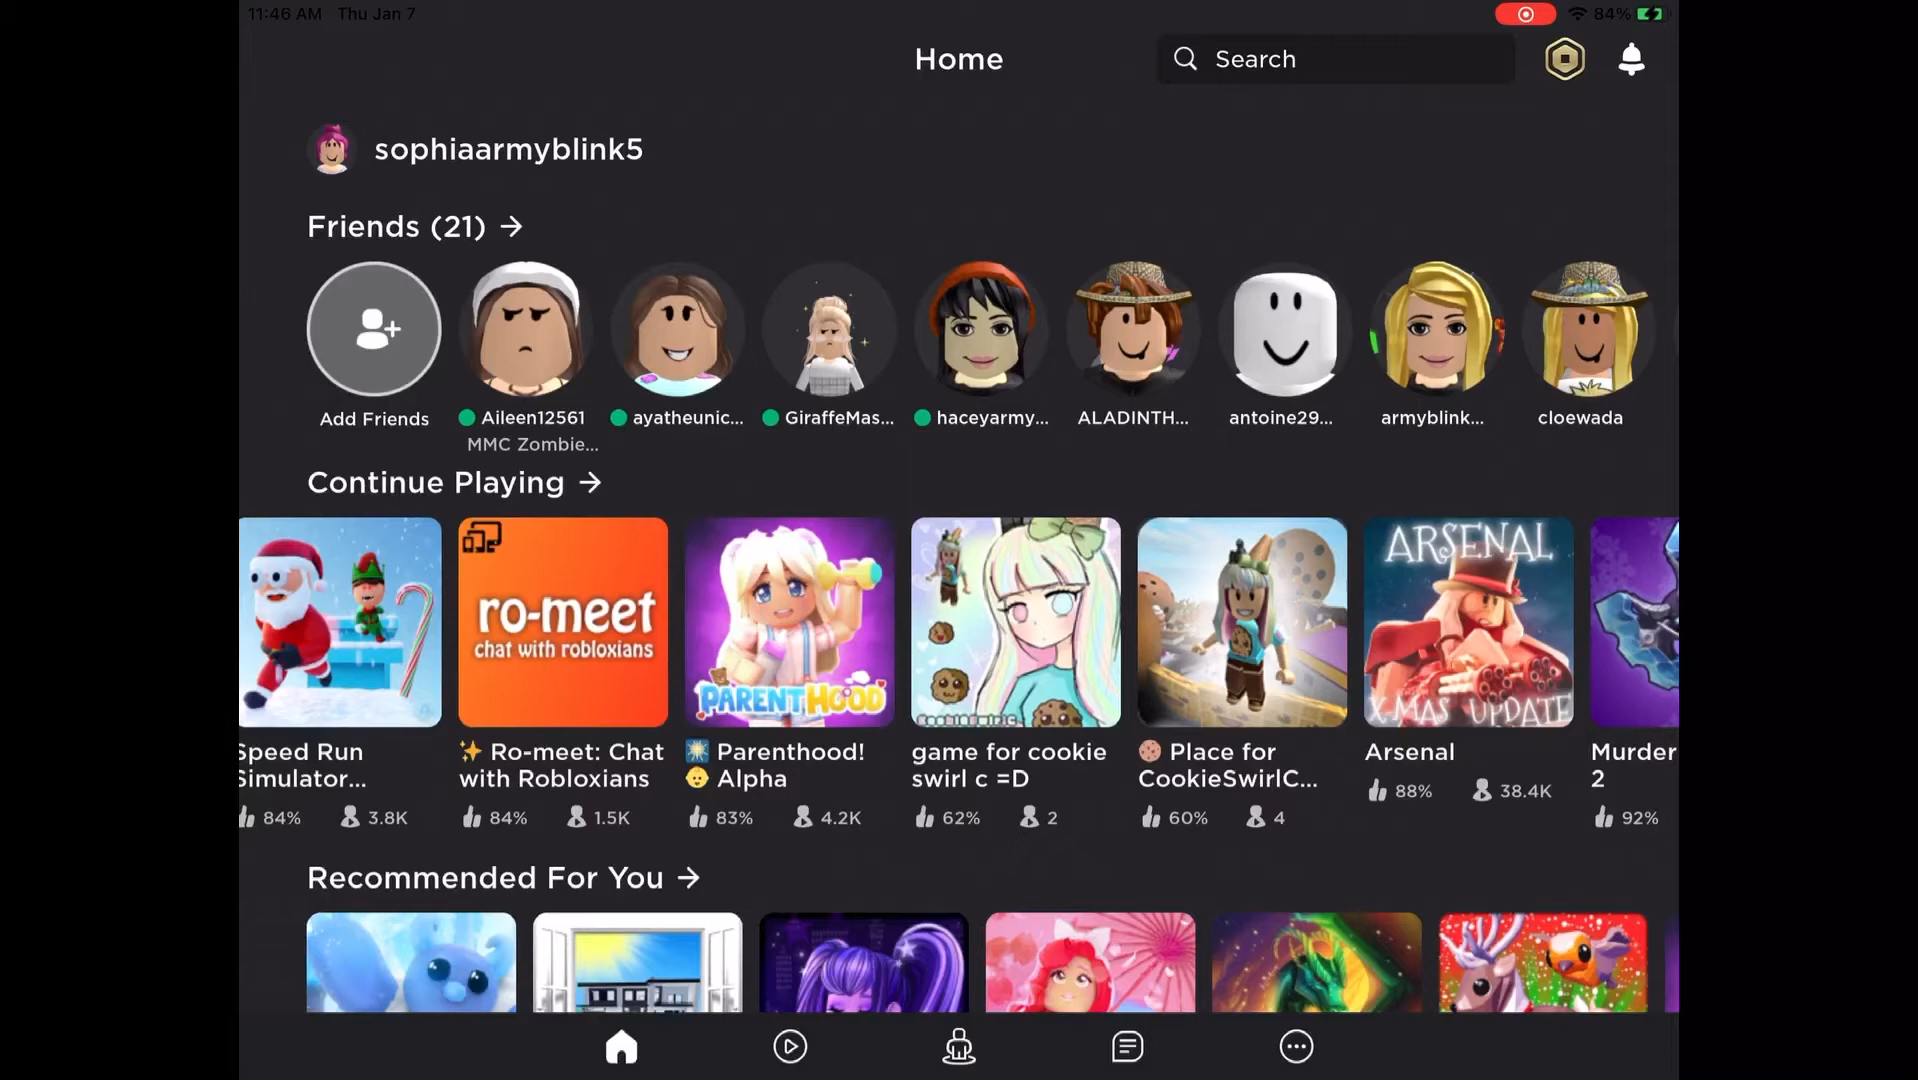 11:46 AM Thu Jan 7
84%
Home
Search
sophiaarmyblink5
Friends (21) →
Add Friends
Aileen12561
MMC Zombie...
ayatheunic...
GiraffeMas...
haceyarmy...
ALADINTH...
antoine29...
armyblink...
cloewada
Continue Playing →
ro-meet
chat with robloxians
PARENTHOOD
CookieSwirlC
ARSENAL
X-MAS UPDATE
Speed Run
Simulator...
84% 3.8K
✨ Ro-meet: Chat
with Robloxians
84% 1.5K
🎆 Parenthood!
👶 Alpha
83% 4.2K
game for cookie
swirl c =D
62% 2
🍪 Place for
CookieSwirlC...
60% 4
Arsenal
88% 38.4K
Murder
2
92%
Recommended For You →